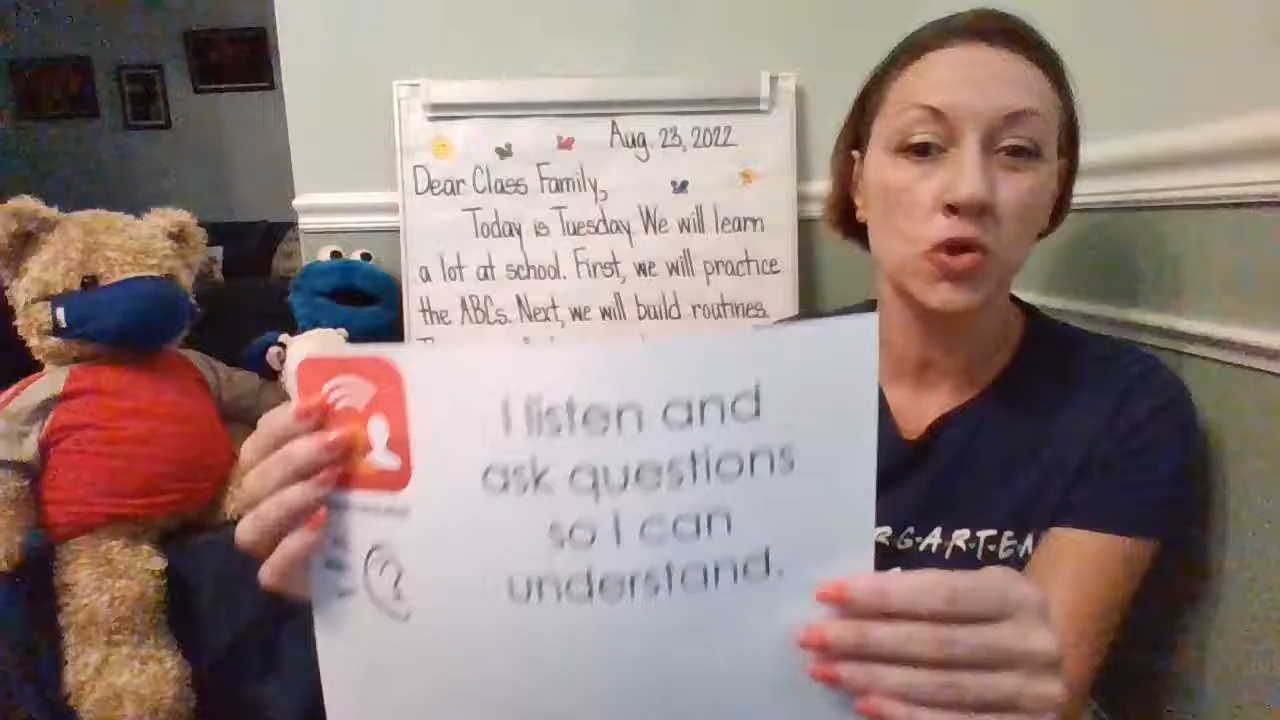 Aug. 23, 2022
Dear Class Family,
Today is Tuesday. We will learn
a lot at school. First, we will practice
the ABCs. Next, we will build routines.
I listen and
ask questions
so I can
understand.